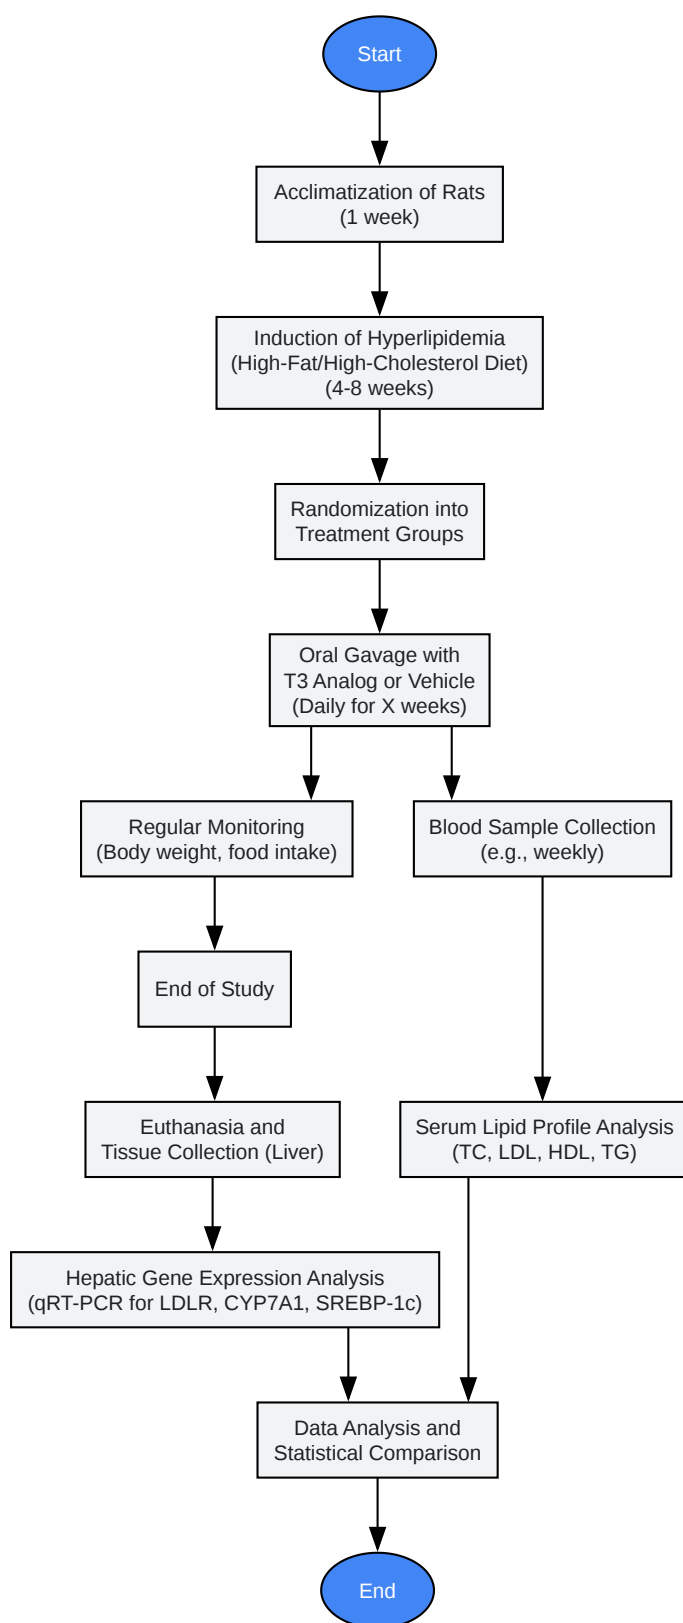 Start
Acclimatization of Rats
(1 week)
Induction of Hyperlipidemia
(High-Fat/High-Cholesterol Diet)
(4-8 weeks)
Randomization into
Treatment Groups
Oral Gavage with
T3 Analog or Vehicle
(Daily for X weeks)
Regular Monitoring
(Body weight, food intake)
Blood Sample Collection
(e.g., weekly)
End of Study
Euthanasia and
Tissue Collection (Liver)
Serum Lipid Profile Analysis
(TC, LDL, HDL, TG)
Hepatic Gene Expression Analysis
(qRT-PCR for LDLR, CYP7A1, SREBP-1c)
Data Analysis and
Statistical Comparison
End